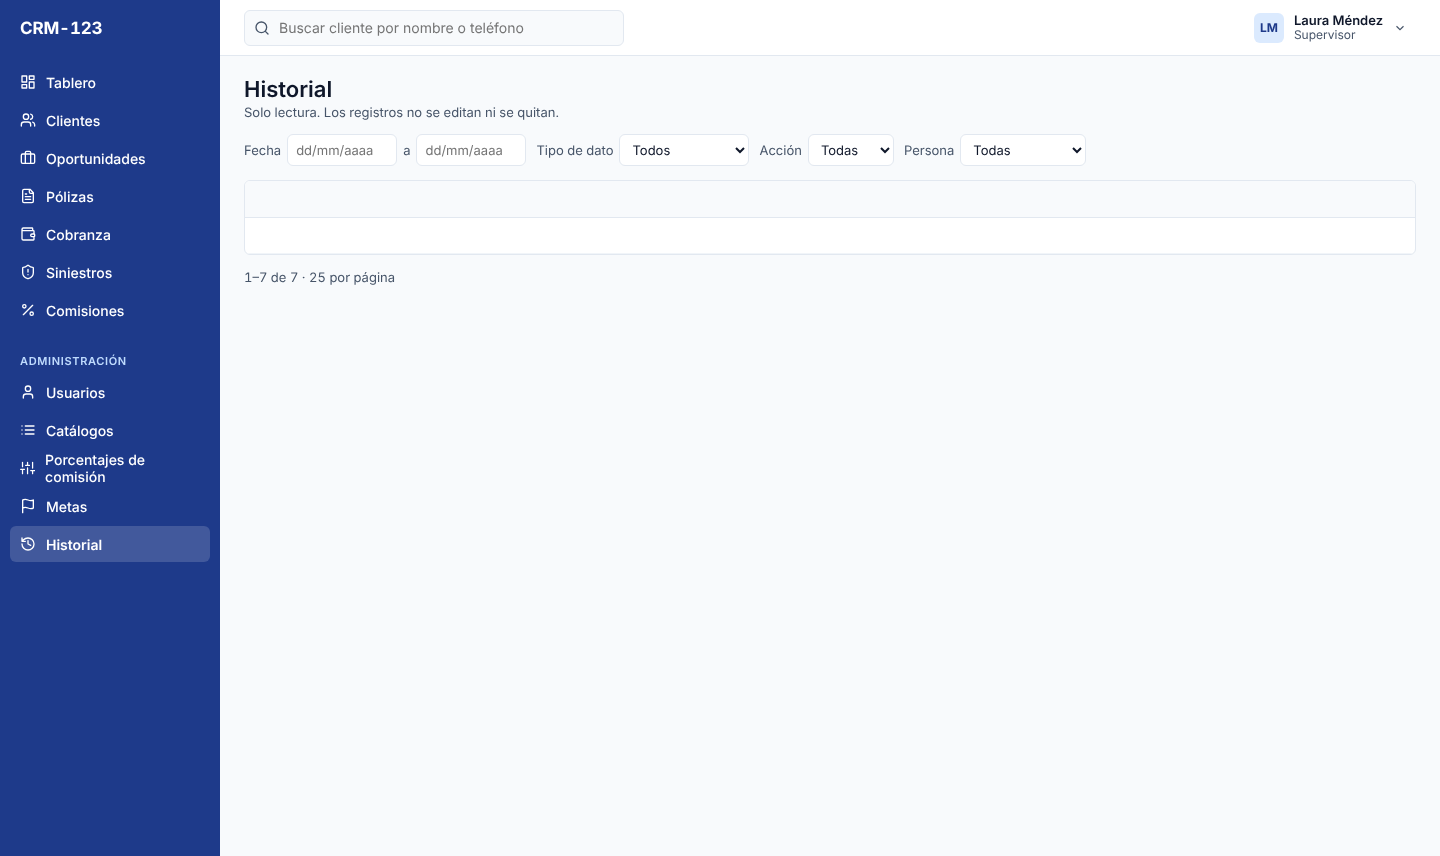 CRM-123
Buscar cliente por nombre o teléfono
LM
Laura Méndez
Supervisor
Tablero
Clientes
Oportunidades
Pólizas
Cobranza
Siniestros
Comisiones
ADMINISTRACIÓN
Usuarios
Catálogos
Porcentajes de
comisión
Metas
Historial
Historial
Solo lectura. Los registros no se editan ni se quitan.
Fecha dd/mm/aaaa a dd/mm/aaaa Tipo de dato Todos Acción Todas Persona Todas
1–7 de 7 · 25 por página